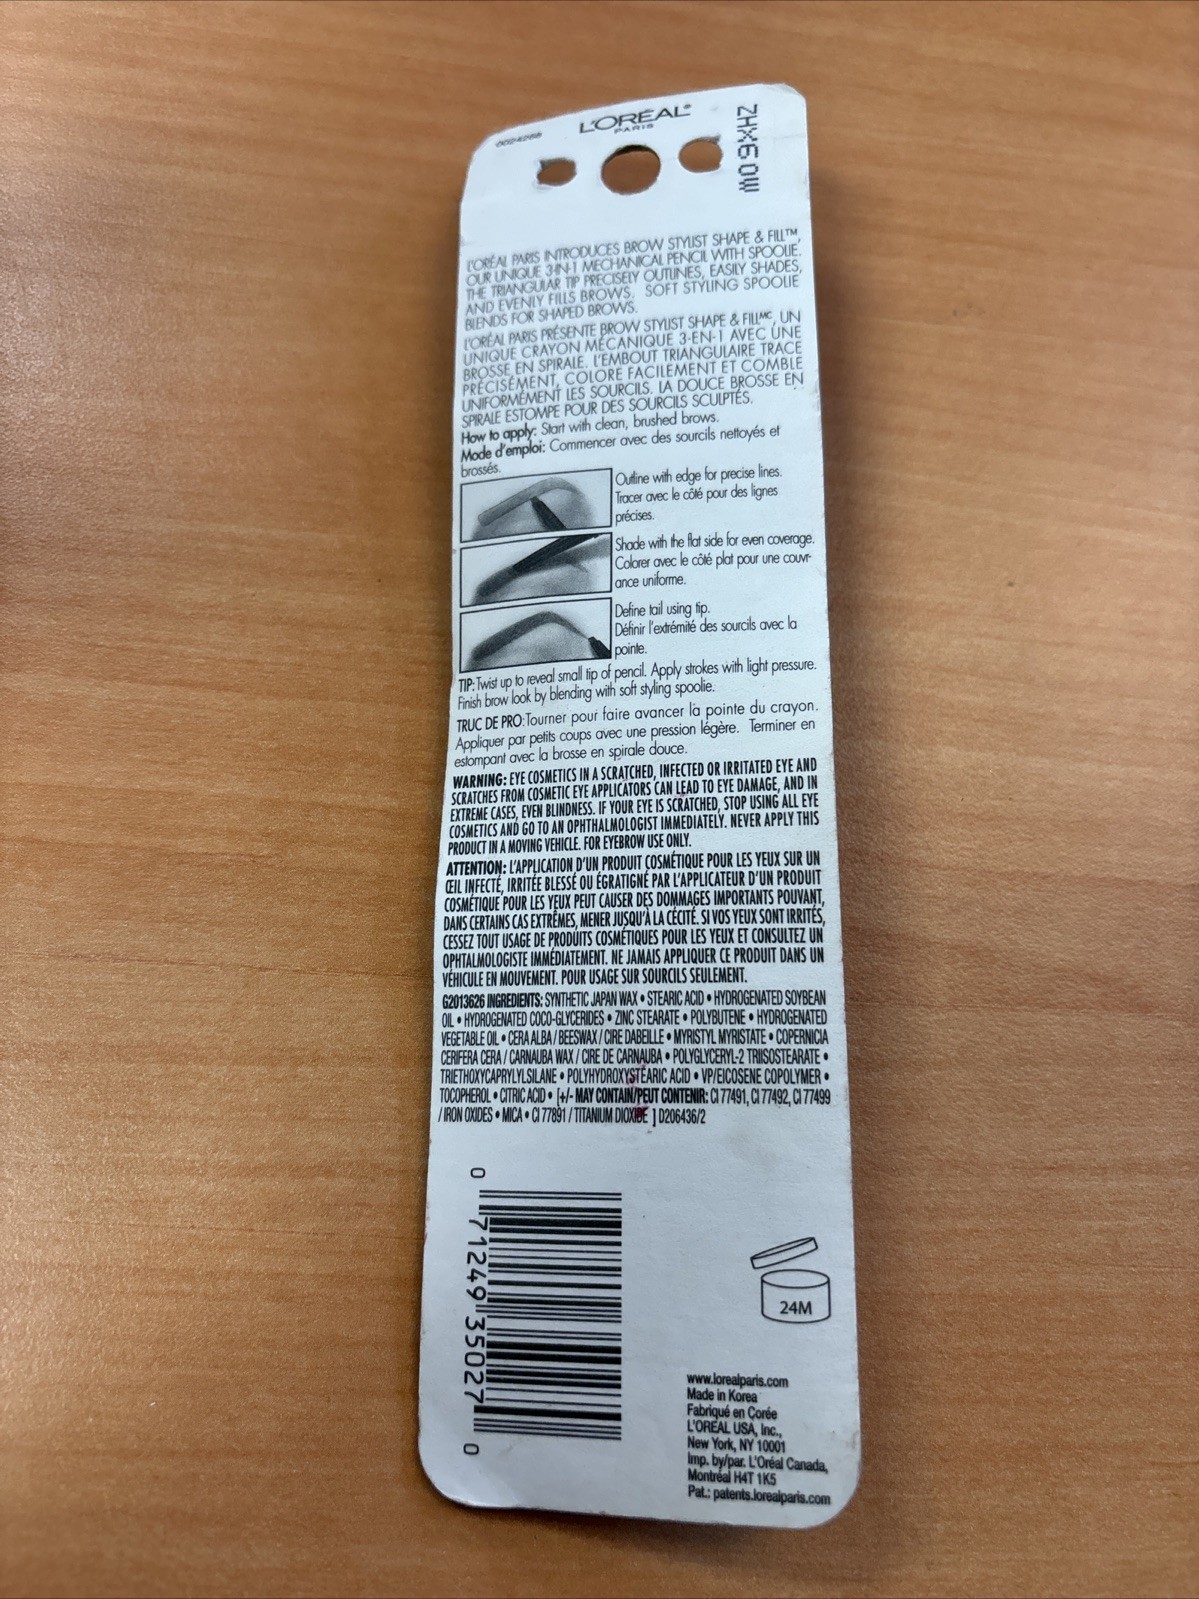 0024268
L'ORÉAL®
PARIS
L'ORÉAL PARIS INTRODUCES BROW STYLIST SHAPE & FILL™,
OUR UNIQUE 3-IN-1 MECHANICAL PENCIL WITH SPOOLIE.
THE TRIANGULAR TIP PRECISELY OUTLINES, EASILY SHADES,
AND EVENLY FILLS BROWS. SOFT STYLING SPOOLIE
BLENDS FOR SHAPED BROWS.
L'ORÉAL PARIS PRÉSENTE BROW STYLIST SHAPE & FILLᴹᶜ, UN
UNIQUE CRAYON MÉCANIQUE 3-EN-1 AVEC UNE
BROSSE EN SPIRALE. L'EMBOUT TRIANGULAIRE TRACE
PRÉCISÉMENT, COLORE FACILEMENT ET COMBLE
UNIFORMÉMENT LES SOURCILS. LA DOUCE BROSSE EN
SPIRALE ESTOMPE POUR DES SOURCILS SCULPTÉS.
How to apply: Start with clean, brushed brows.
Mode d'emploi: Commencer avec des sourcils nettoyés et
brossés.
Outline with edge for precise lines.
Tracer avec le côté pour des lignes
précises.
Shade with the flat side for even coverage.
Colorer avec le côté plat pour une couvr-
ance uniforme.
Define tail using tip.
Définir l'extrémité des sourcils avec la
pointe.
TIP: Twist up to reveal small tip of pencil. Apply strokes with light pressure.
Finish brow look by blending with soft styling spoolie.
TRUC DE PRO: Tourner pour faire avancer la pointe du crayon.
Appliquer par petits coups avec une pression légère. Terminer en
estompant avec la brosse en spirale douce.
WARNING: EYE COSMETICS IN A SCRATCHED, INFECTED OR IRRITATED EYE AND
SCRATCHES FROM COSMETIC EYE APPLICATORS CAN LEAD TO EYE DAMAGE, AND IN
EXTREME CASES, EVEN BLINDNESS. IF YOUR EYE IS SCRATCHED, STOP USING ALL EYE
COSMETICS AND GO TO AN OPHTHALMOLOGIST IMMEDIATELY. NEVER APPLY THIS
PRODUCT IN A MOVING VEHICLE. FOR EYEBROW USE ONLY.
ATTENTION: L'APPLICATION D'UN PRODUIT COSMÉTIQUE POUR LES YEUX SUR UN
ŒIL INFECTÉ, IRRITÉE BLESSÉ OU ÉGRATIGNÉ PAR L'APPLICATEUR D'UN PRODUIT
COSMÉTIQUE POUR LES YEUX PEUT CAUSER DES DOMMAGES IMPORTANTS POUVANT,
DANS CERTAINS CAS EXTRÊMES, MENER JUSQU'À LA CÉCITÉ. SI VOS YEUX SONT IRRITÉS,
CESSEZ TOUT USAGE DE PRODUITS COSMÉTIQUES POUR LES YEUX ET CONSULTEZ UN
OPHTALMOLOGISTE IMMÉDIATEMENT. NE JAMAIS APPLIQUER CE PRODUIT DANS UN
VÉHICULE EN MOUVEMENT. POUR USAGE SUR SOURCILS SEULEMENT.
G2013626 INGREDIENTS: SYNTHETIC JAPAN WAX • STEARIC ACID • HYDROGENATED SOYBEAN
OIL • HYDROGENATED COCO-GLYCERIDES • ZINC STEARATE • POLYBUTENE • HYDROGENATED
VEGETABLE OIL • CERA ALBA / BEESWAX / CIRE DABEILLE • MYRISTYL MYRISTATE • COPERNICIA
CERIFERA CERA / CARNAUBA WAX / CIRE DE CARNAUBA • POLYGLYCERYL-2 TRIISOSTEARATE •
TRIETHOXYCAPRYLYLSILANE • POLYHYDROXYSTEARIC ACID • VP/EICOSENE COPOLYMER •
TOCOPHEROL • CITRIC ACID • [+/- MAY CONTAIN/PEUT CONTENIR: CI 77491, CI 77492, CI 77499
/ IRON OXIDES • MICA • CI 77891 / TITANIUM DIOXIDE ] D206436/2
0 71249 35027 0
24M
www.lorealparis.com
Made in Korea
Fabriqué en Corée
L'ORÉAL USA, Inc.,
New York, NY 10001
Imp. by/par. L'Oréal Canada,
Montréal H4T 1K5
Pat.: patents.lorealparis.com